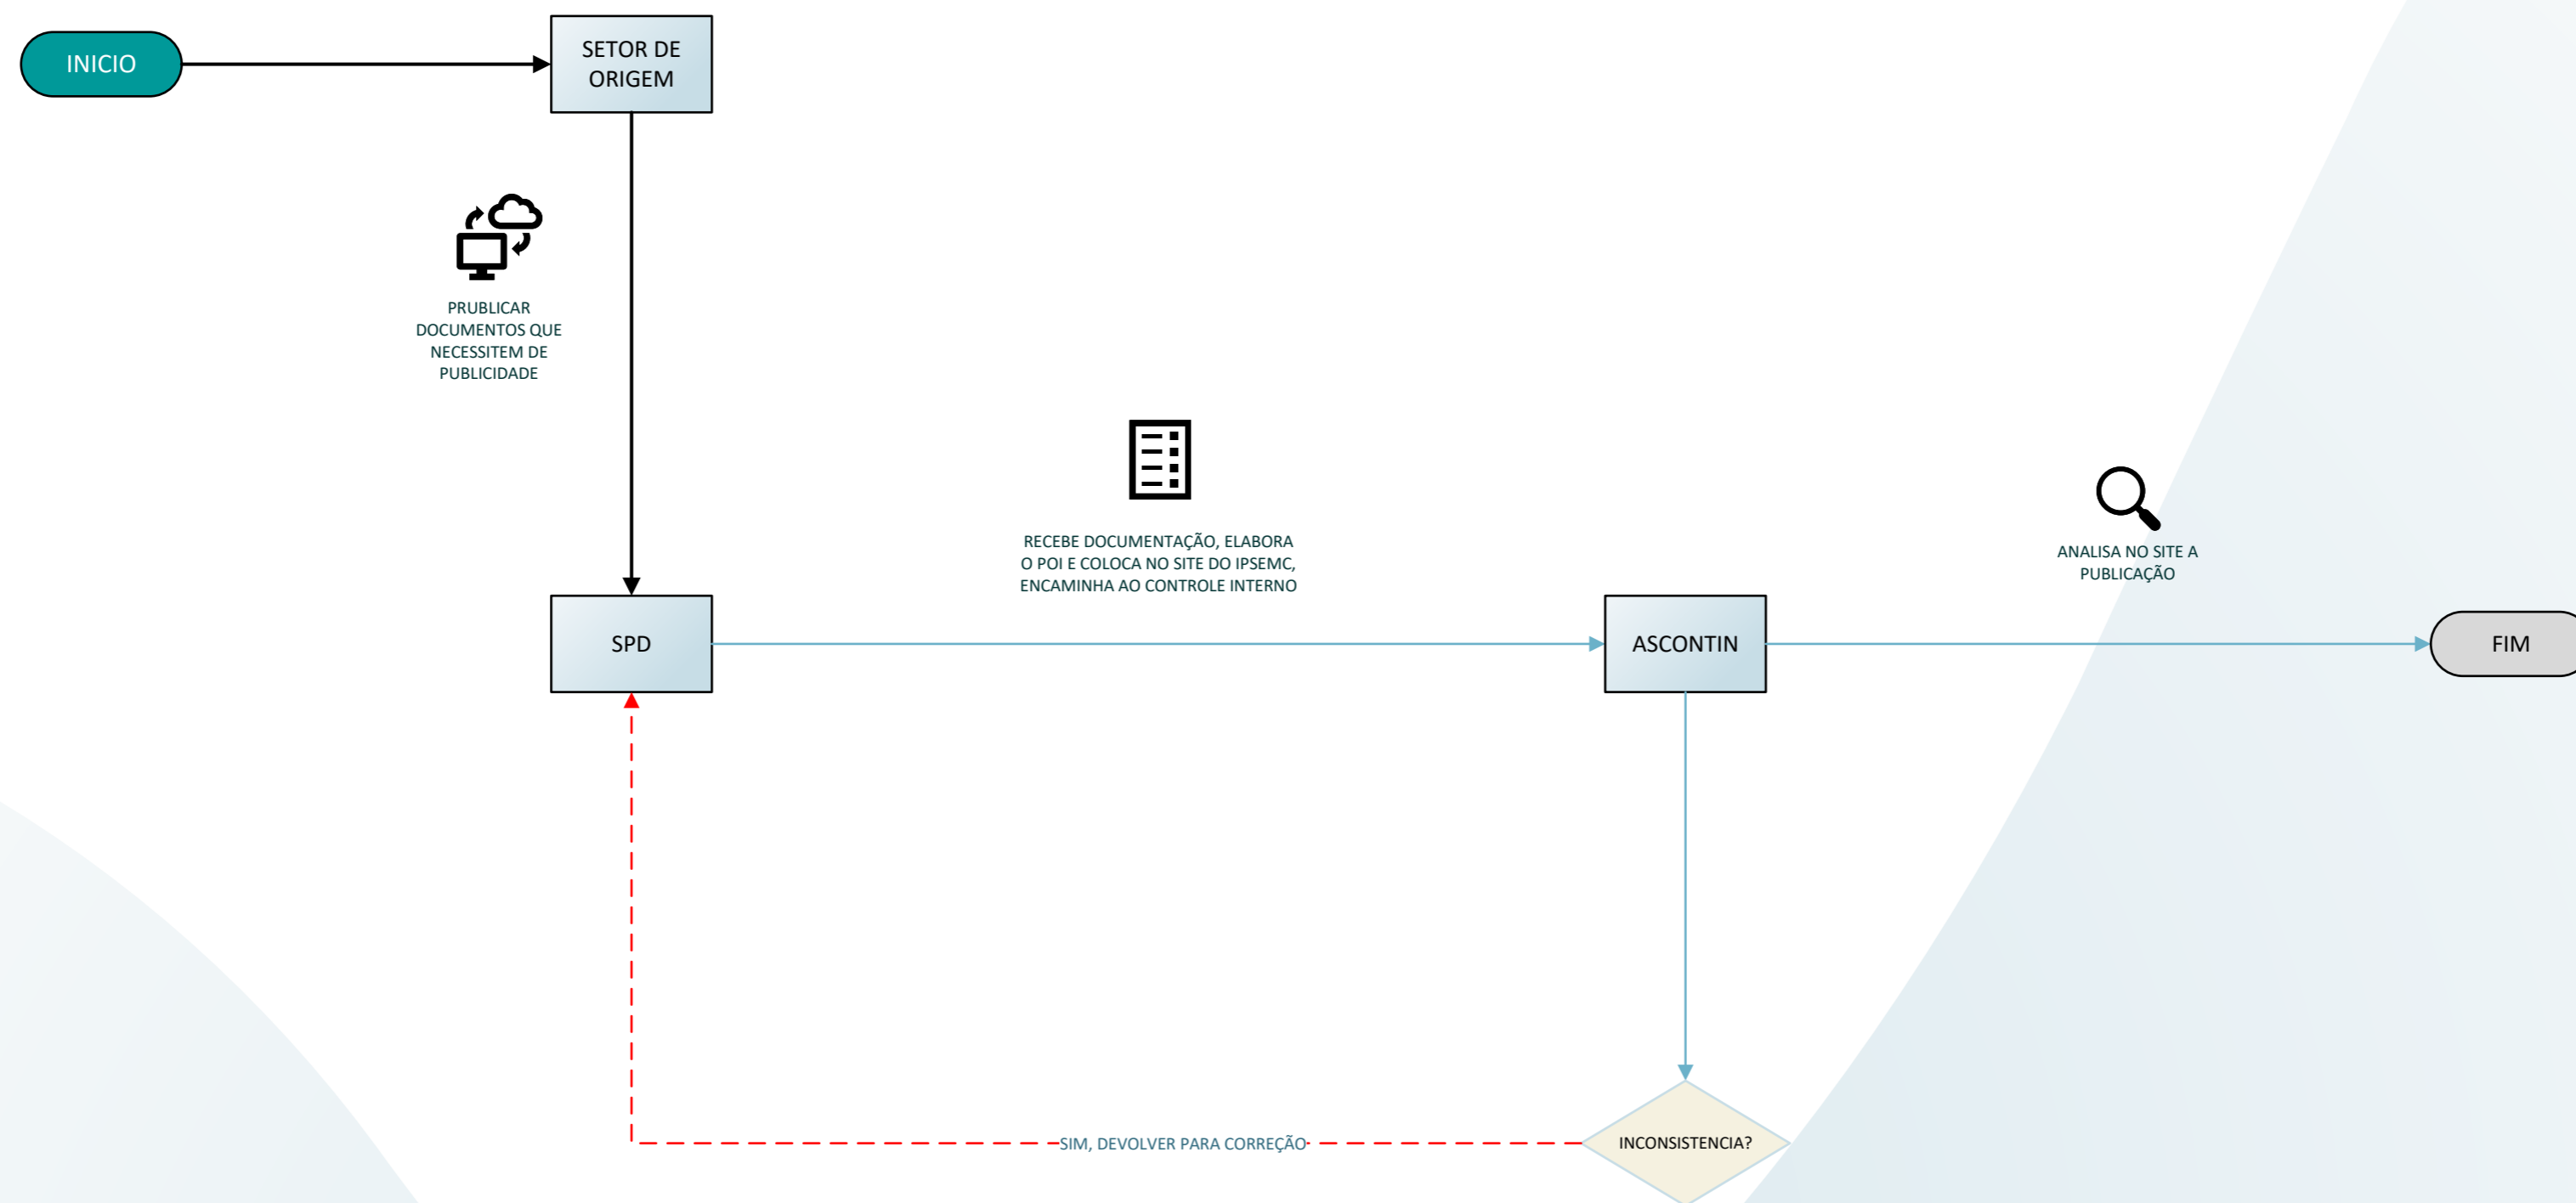 INICIO
SETOR DE
ORIGEM
PRUBLICAR
DOCUMENTOS QUE
NECESSITEM DE
PUBLICIDADE
RECEBE DOCUMENTAÇÃO, ELABORA
O POI E COLOCA NO SITE DO IPSEMC,
ENCAMINHA AO CONTROLE INTERNO
ANALISA NO SITE A
PUBLICAÇÃO
SPD
ASCONTIN
FIM
SIM, DEVOLVER PARA CORREÇÃO
INCONSISTENCIA?